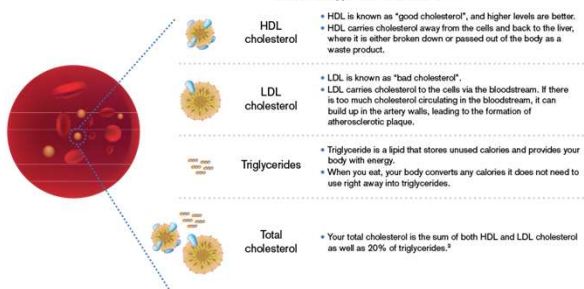 HDL
cholesterol
• HDL is known as “good cholesterol”, and higher levels are better.
• HDL carries cholesterol away from the cells and back to the liver,
where it is either broken down or passed out of the body as a
waste product.
LDL
cholesterol
• LDL is known as “bad cholesterol”.
• LDL carries cholesterol to the cells via the bloodstream. If there
is too much cholesterol circulating in the bloodstream, it can
build up in the artery walls, leading to the formation of
atherosclerotic plaque.
Triglycerides
• Triglyceride is a lipid that stores unused calories and provides your
body with energy.
• When you eat, your body converts any calories it does not need to
use right away into triglycerides.
Total
cholesterol
• Your total cholesterol is the sum of both HDL and LDL cholesterol
as well as 20% of triglycerides.³